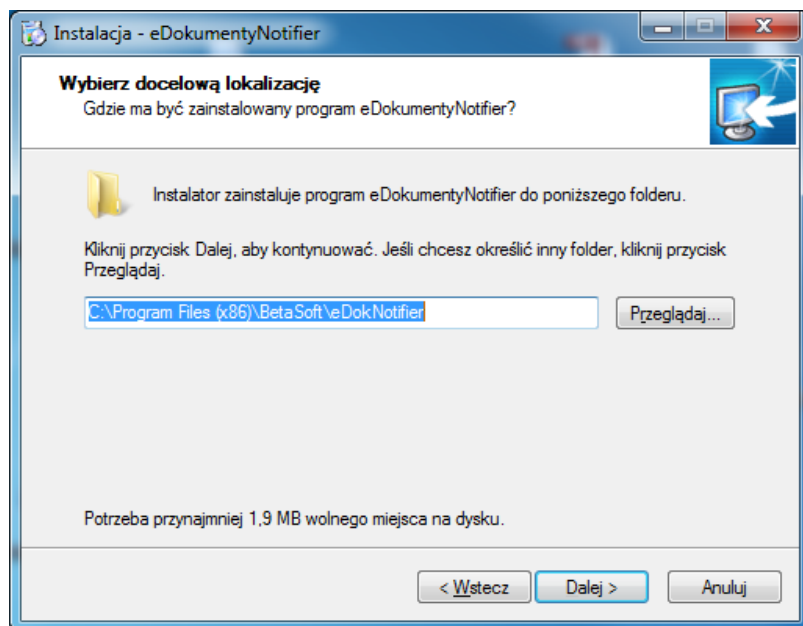 Instalacja - eDokumentyNotifier
Wybierz docelową lokalizację
Gdzie ma być zainstalowany program eDokumentyNotifier?
Instalator zainstaluje program eDokumentyNotifier do poniższego folderu.
Kliknij przycisk Dalej, aby kontynuować. Jeśli chcesz określić inny folder, kliknij przycisk
Przeglądaj.
C:\Program Files (x86)\BetaSoft\eDokNotifier
Przeglądaj...
Potrzeba przynajmniej 1,9 MB wolnego miejsca na dysku.
< Wstecz
Dalej >
Anuluj